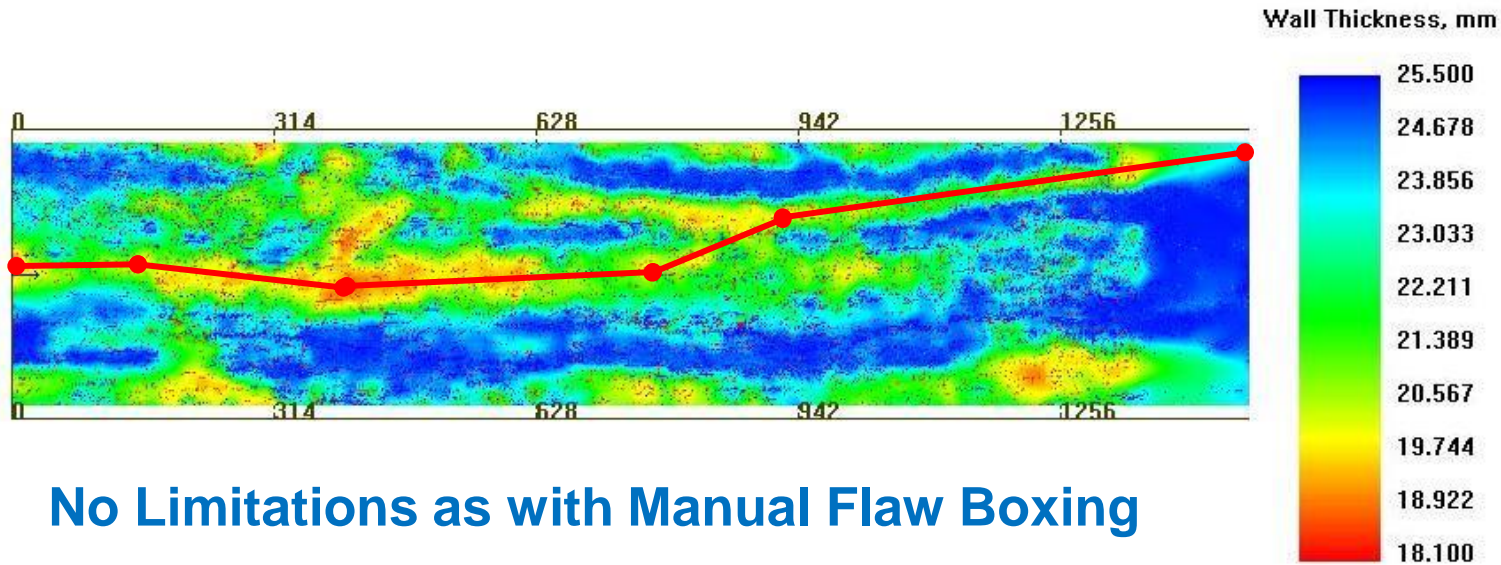 Wall Thickness, mm
25.500
24.678
23.856
23.033
22.211
21.389
20.567
19.744
18.922
18.100
0 314 628 942 1256
0 314 628 942 1256
No Limitations as with Manual Flaw Boxing